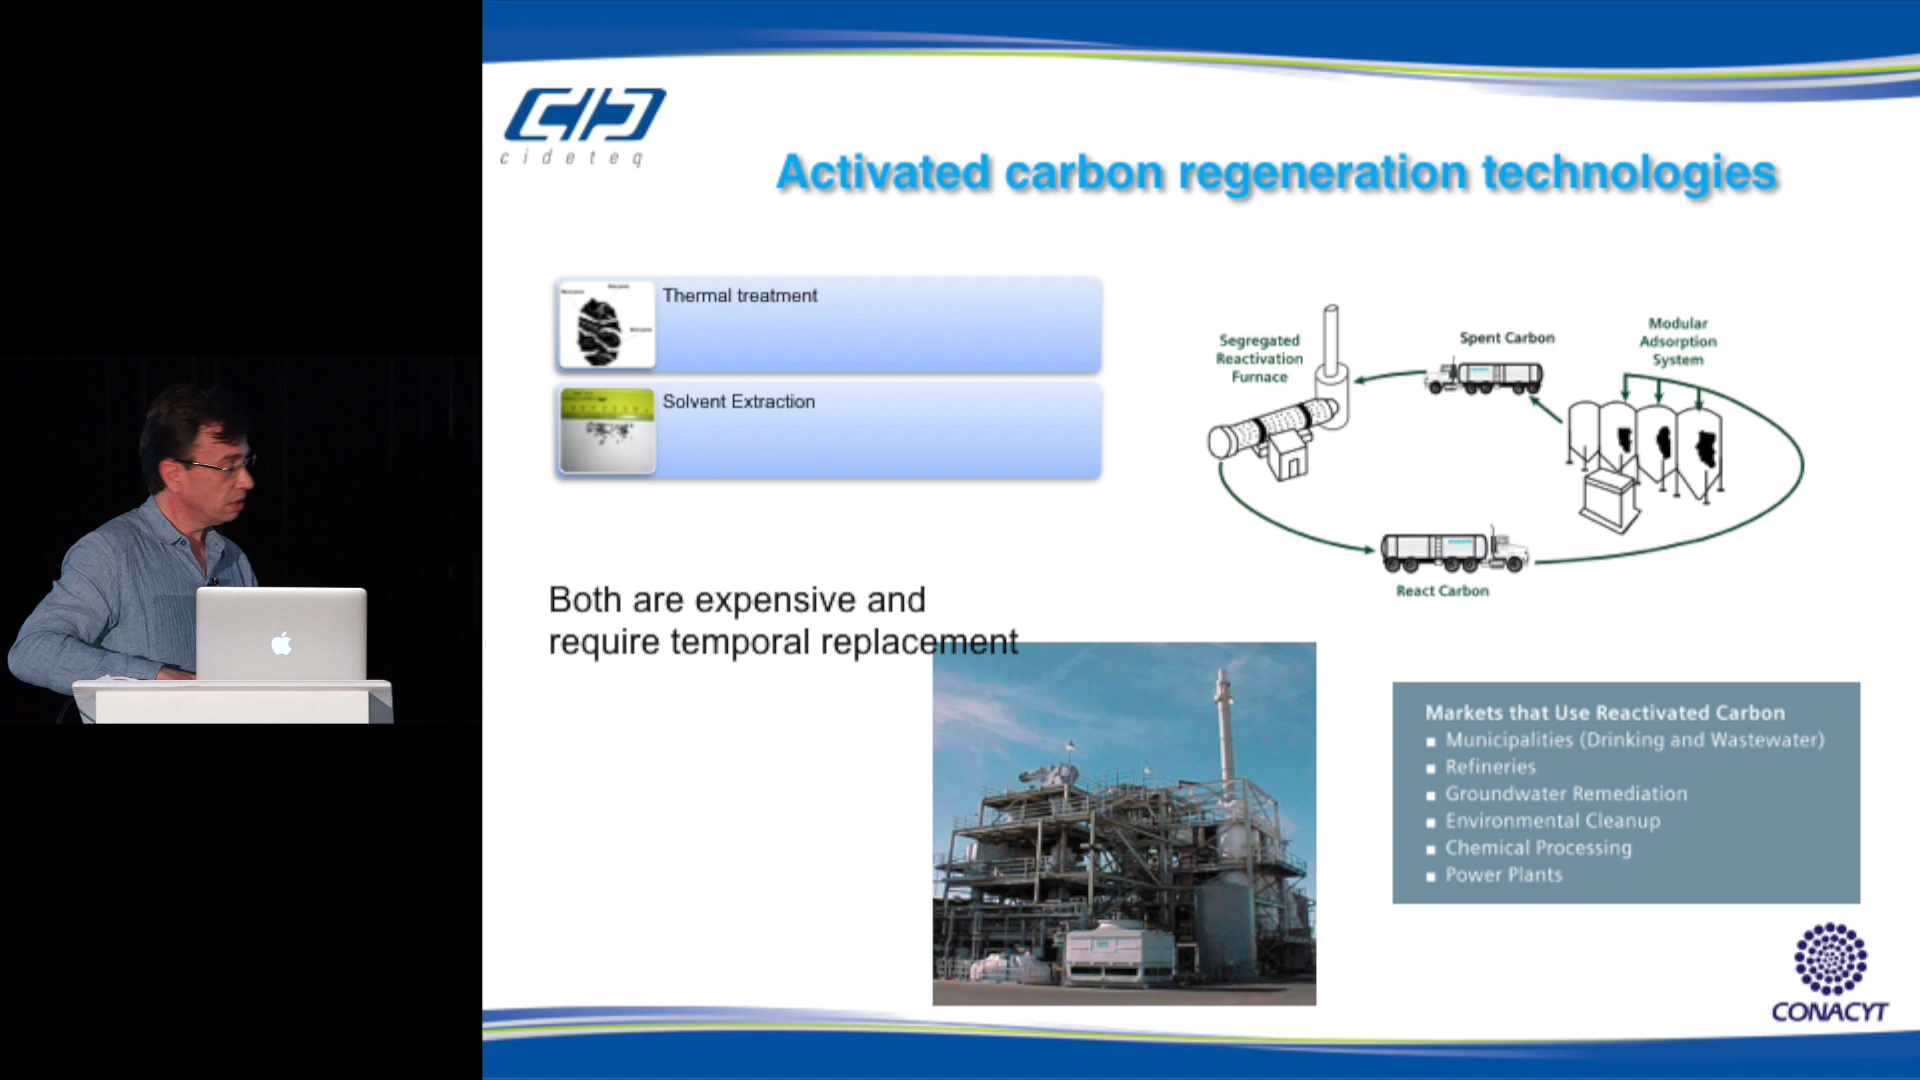 cideteq
Activated carbon regeneration technologies
Thermal treatment
Solvent Extraction
Both are expensive and
require temporal replacement
Segregated
Reactivation
Furnace
Spent Carbon
Modular
Adsorption
System
React Carbon
Markets that Use Reactivated Carbon
Municipalities (Drinking and Wastewater)
Refineries
Groundwater Remediation
Environmental Cleanup
Chemical Processing
Power Plants
CONACYT